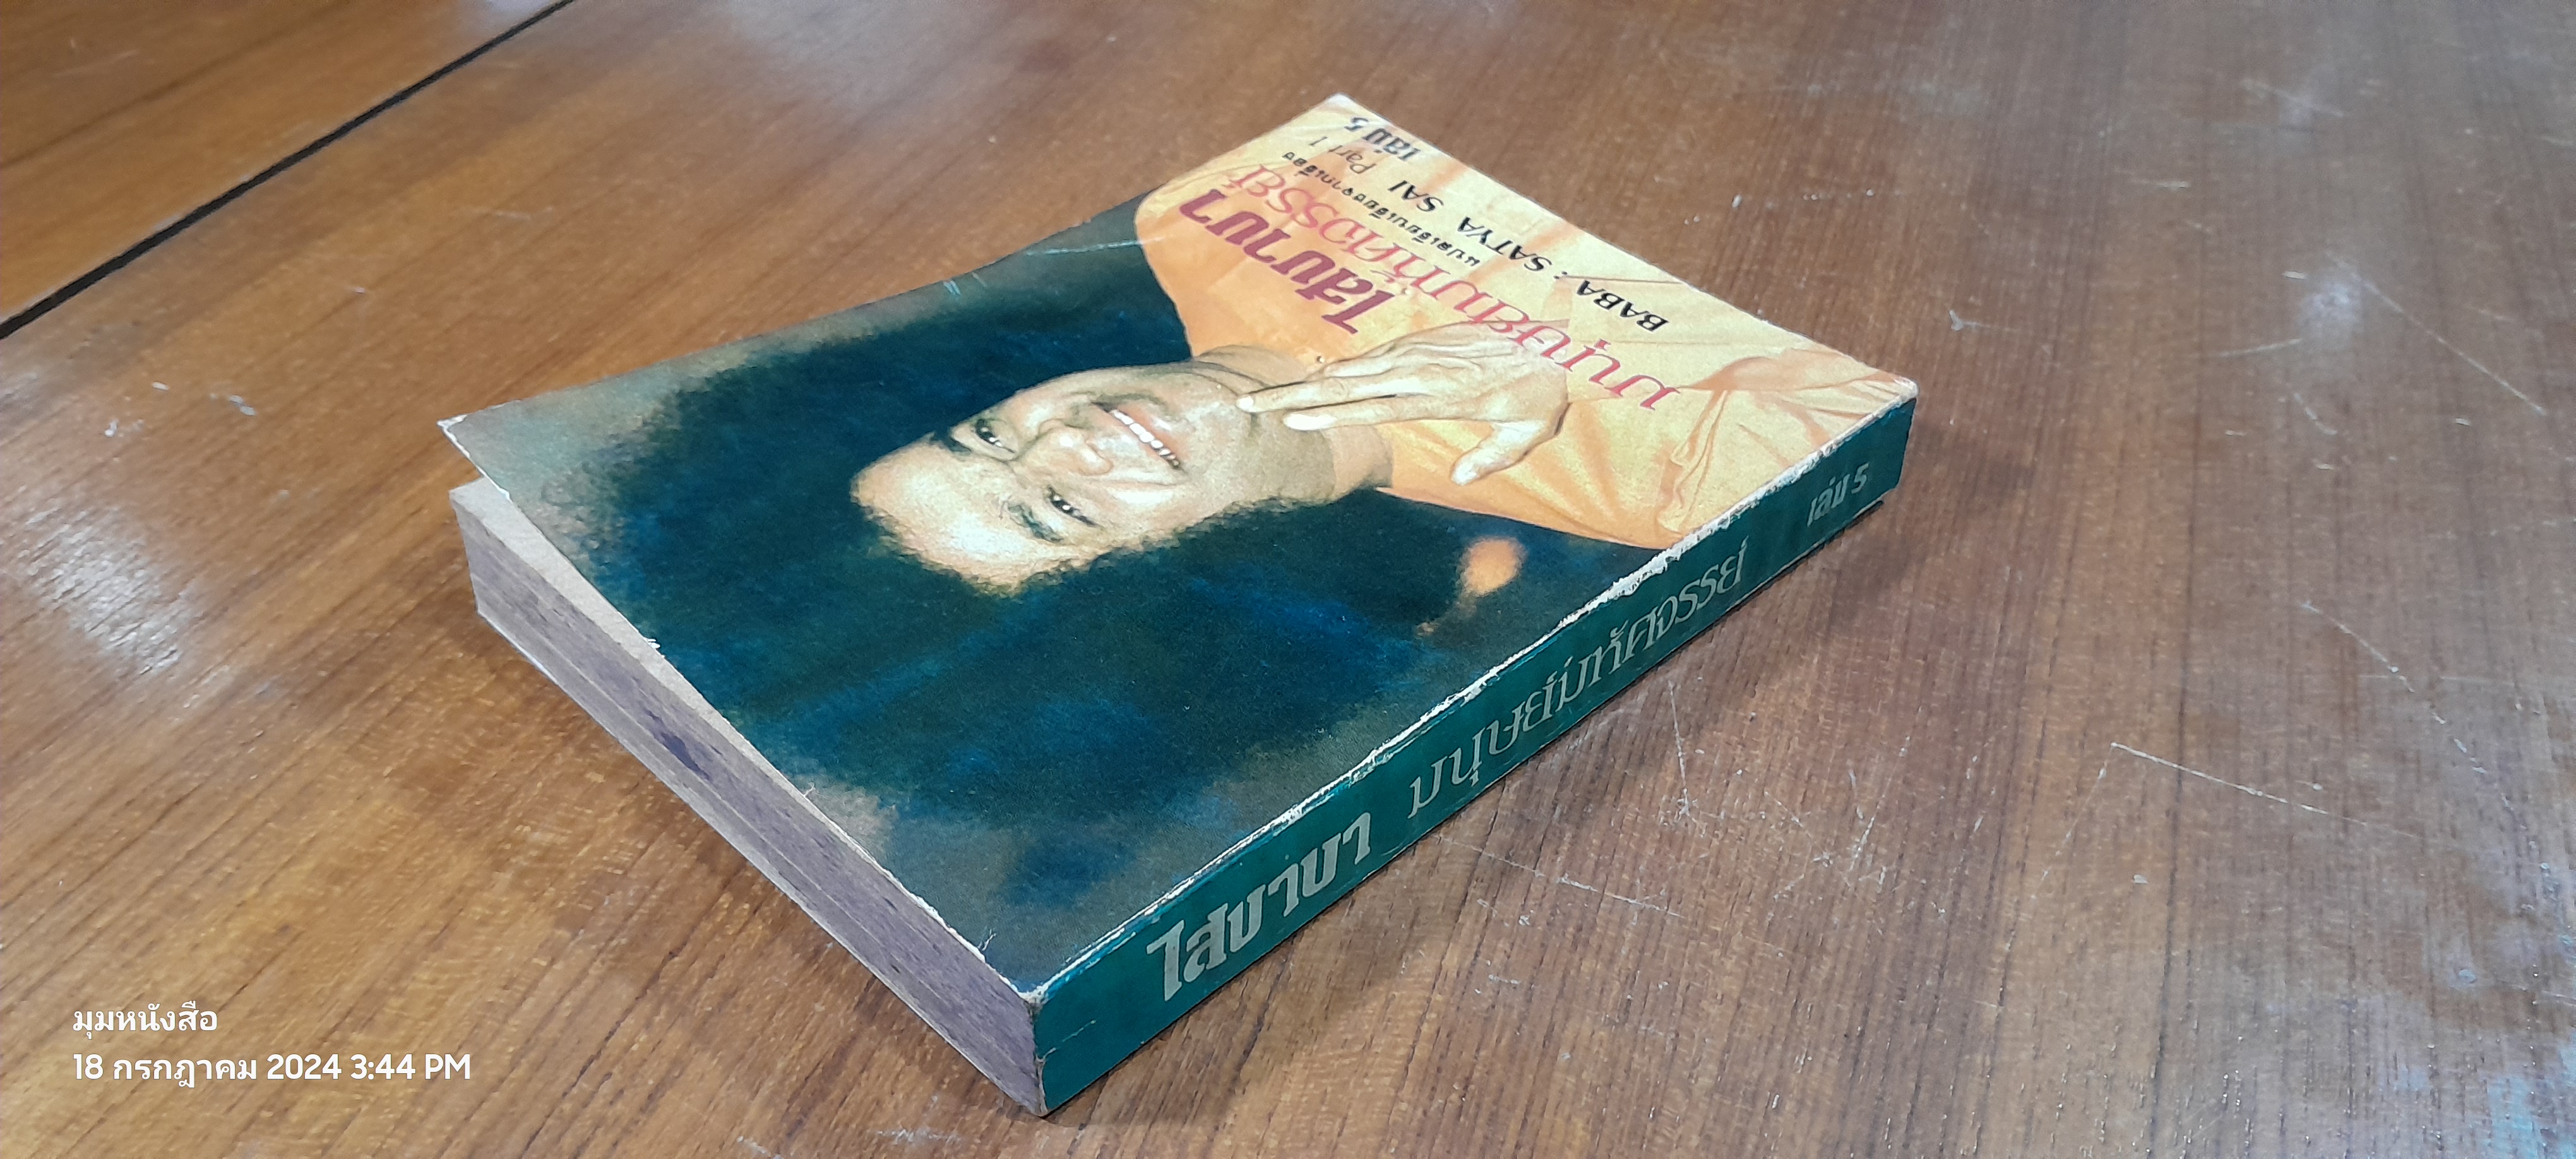 ไสบาบา
มนุษย์มหัศจรรย์
แปลเรียบเรียงจากเรื่อง
BABA : SATYA SAI
Part I
เล่ม 5
ไสบาบา มนุษย์มหัศจรรย์ เล่ม 5
มุมหนังสือ
18 กรกฎาคม 2024 3:44 PM